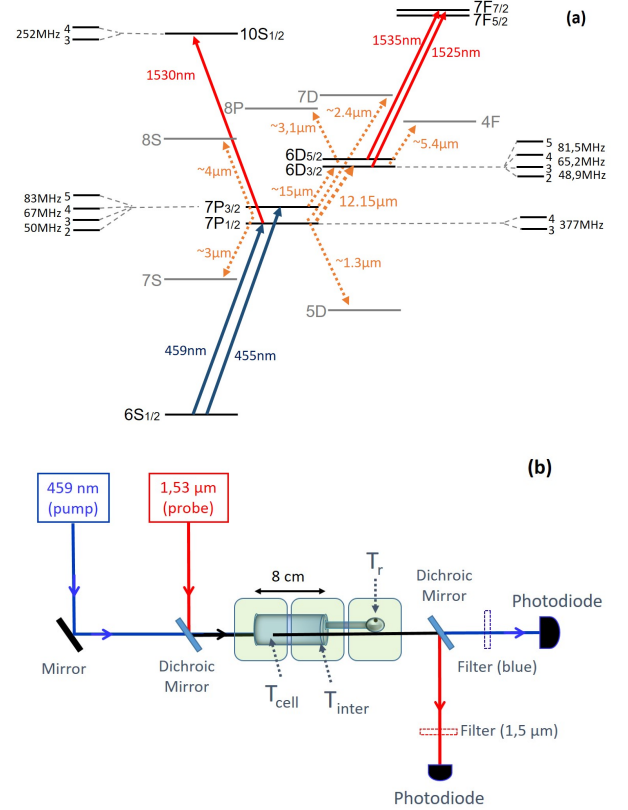 (a)
7F7/2
7F5/2
252MHz
4
3
10S1/2
1535nm
1525nm
1530nm
7D
8P
~2.4µm
~3,1µm
4F
8S
~5.4µm
6D5/2
6D3/2
5
4
3
2
81,5MHz
65,2MHz
48,9MHz
~4µm
~15µm
12.15µm
83MHz
67MHz
50MHz
5
4
3
2
7P3/2
7P1/2
4
3
377MHz
~3µm
~1.3µm
7S
5D
459nm
455nm
6S1/2
(b)
459 nm
(pump)
1,53 µm
(probe)
8 cm
Tr
Dichroic
Mirror
Photodiode
Mirror
Dichroic
Mirror
Tcell
Tinter
Filter (blue)
Filter (1,5 µm)
Photodiode